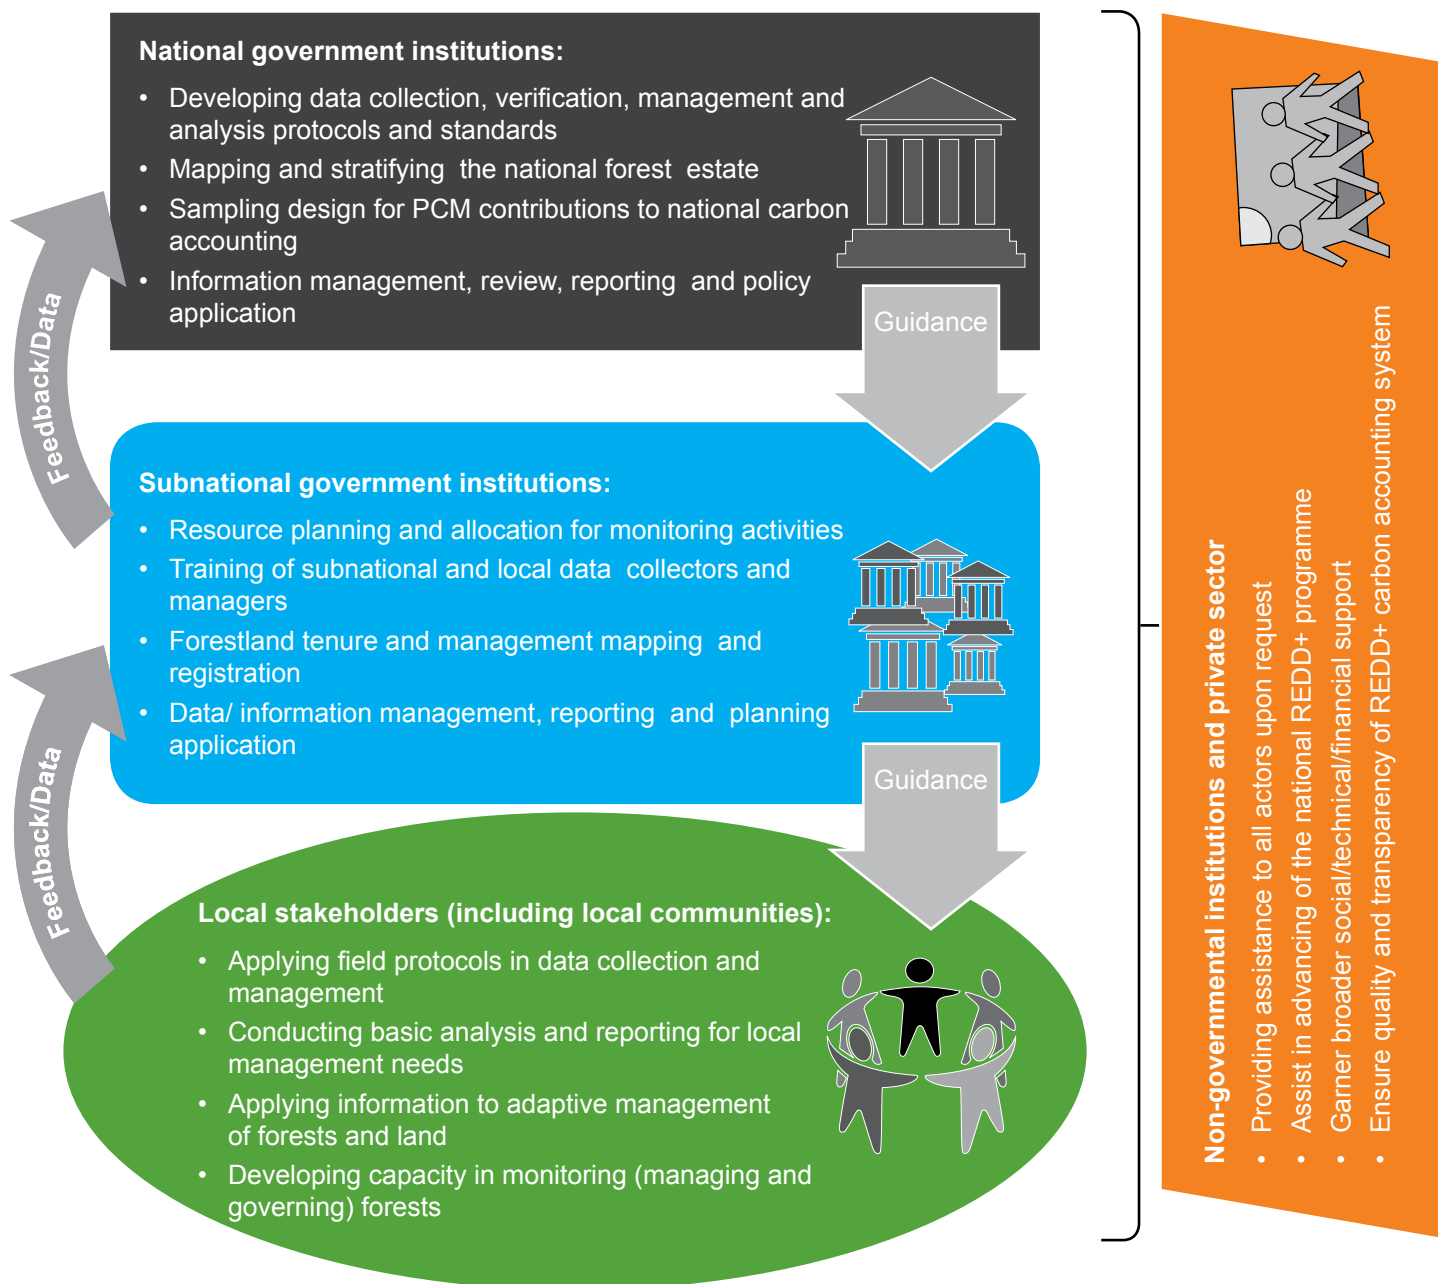 National government institutions:
• Developing data collection, verification, management and
analysis protocols and standards
• Mapping and stratifying the national forest estate
• Sampling design for PCM contributions to national carbon
accounting
• Information management, review, reporting and policy
application
Guidance
Feedback/Data
Subnational government institutions:
• Resource planning and allocation for monitoring activities
• Training of subnational and local data collectors and
managers
• Forestland tenure and management mapping and
registration
• Data/ information management, reporting and planning
application
Guidance
Feedback/Data
Local stakeholders (including local communities):
• Applying field protocols in data collection and
management
• Conducting basic analysis and reporting for local
management needs
• Applying information to adaptive management
of forests and land
• Developing capacity in monitoring (managing and
governing) forests
Non-governmental institutions and private sector
• Providing assistance to all actors upon request
• Assist in advancing of the national REDD+ programme
• Garner broader social/technical/financial support
• Ensure quality and transparency of REDD+ carbon accounting system